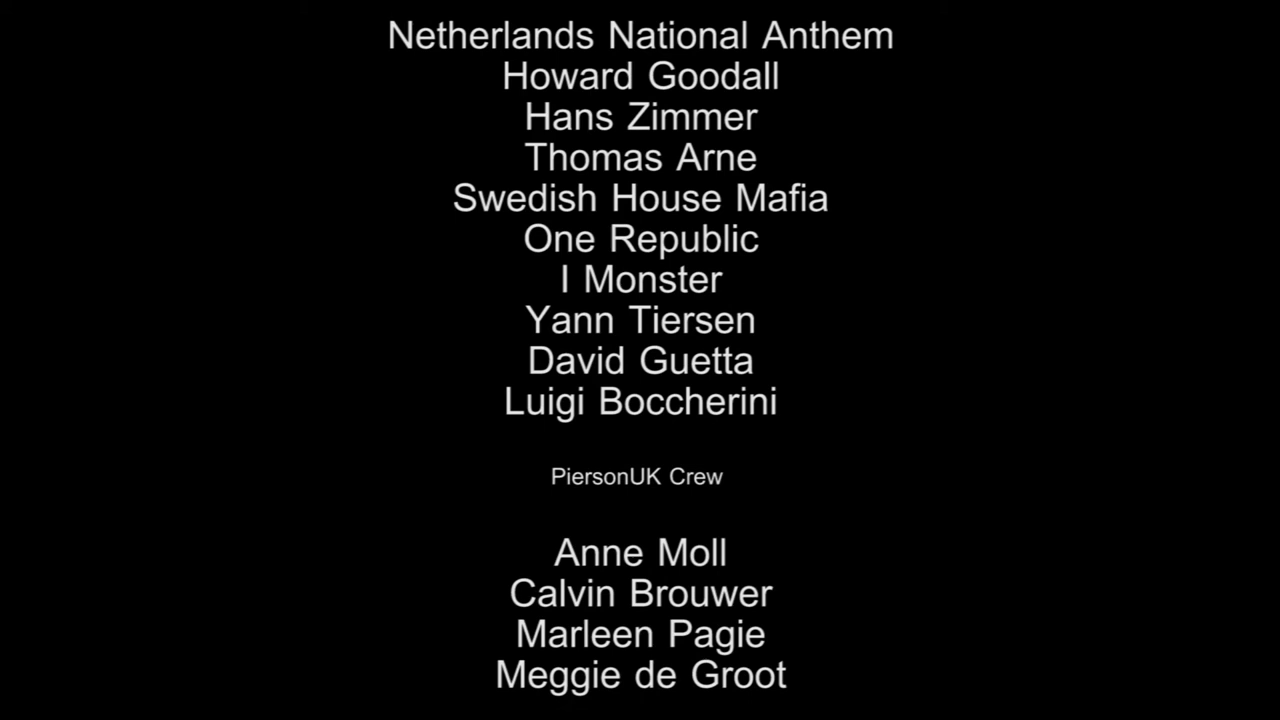 Netherlands National Anthem
Howard Goodall
Hans Zimmer
Thomas Arne
Swedish House Mafia
One Republic
I Monster
Yann Tiersen
David Guetta
Luigi Boccherini
PiersonUK Crew
Anne Moll
Calvin Brouwer
Marleen Pagie
Meggie de Groot